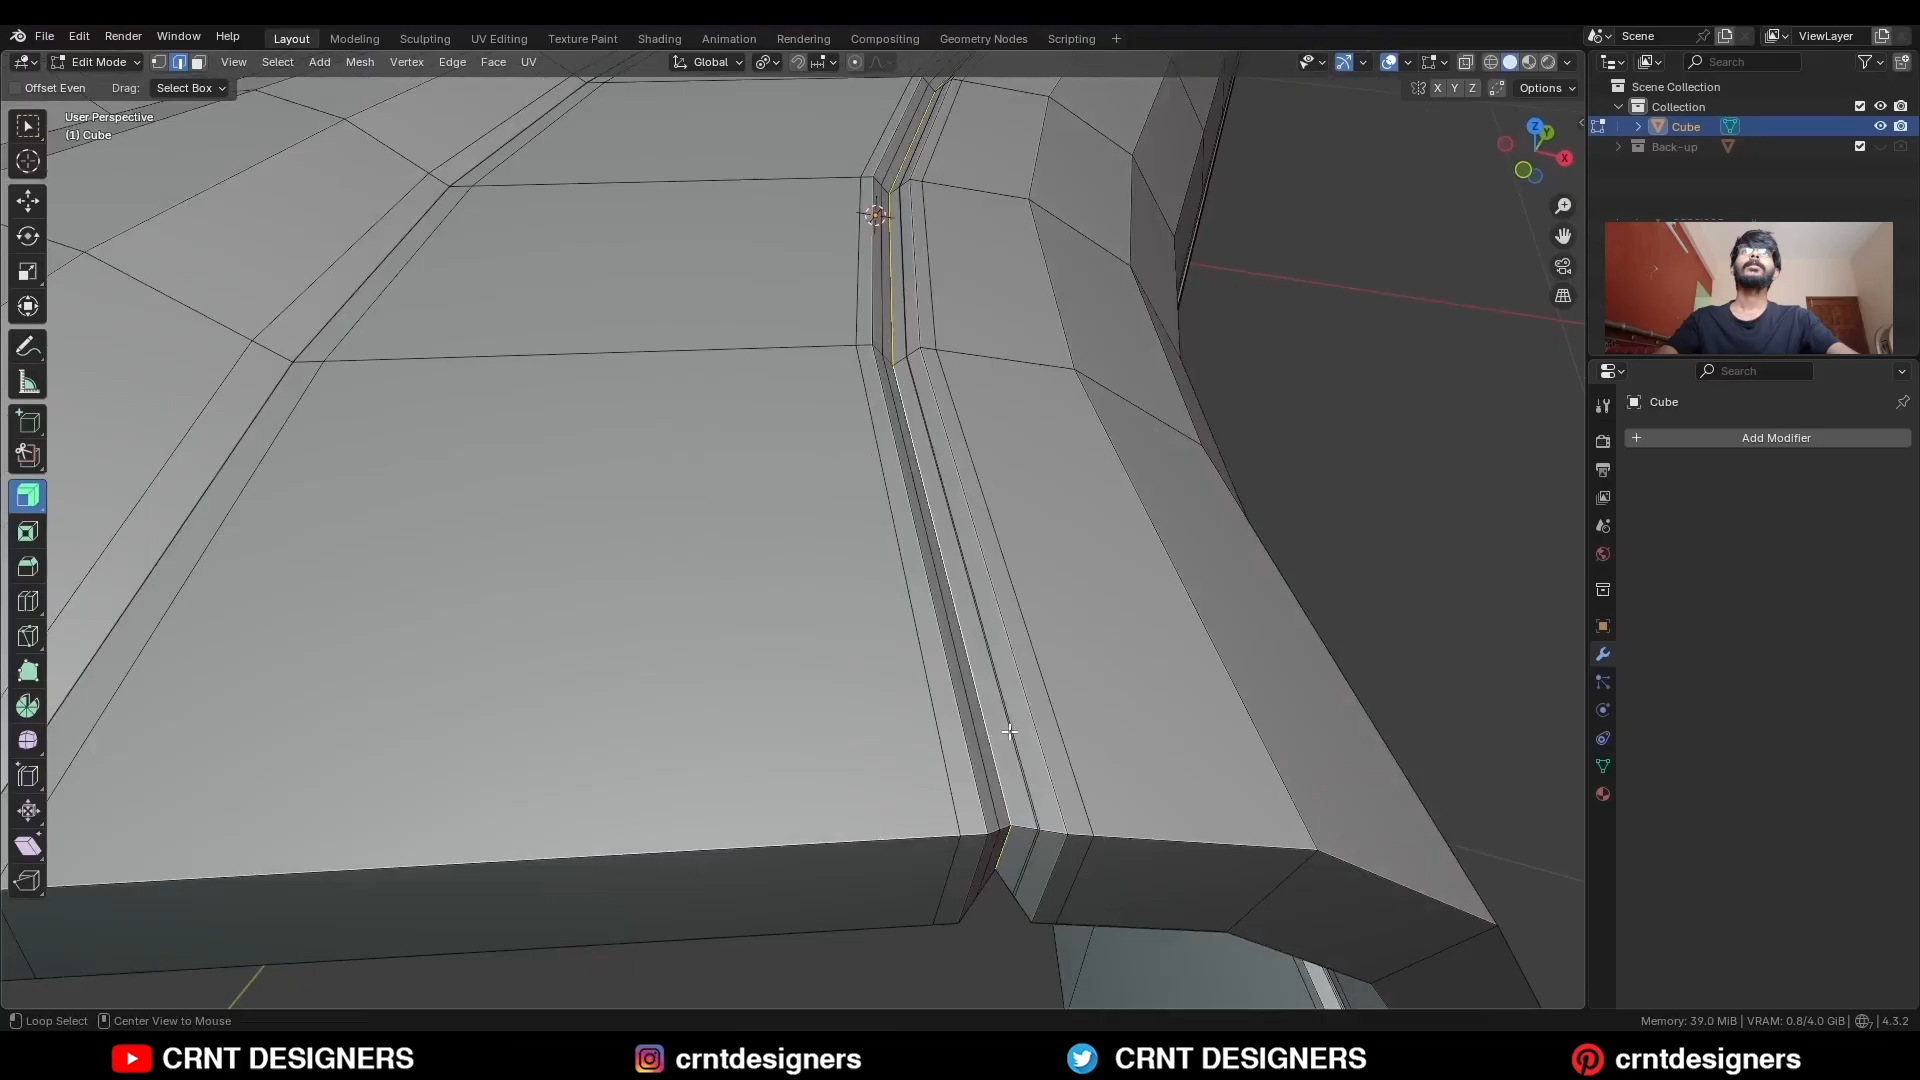 File Edit Render Window Help Layout Modeling Sculpting UV Editing Texture Paint Shading Animation Rendering Compositing Geometry Nodes Scripting + Scene ViewLayer
Edit Mode View Select Add Mesh Vertex Edge Face UV Global Search
Offset Even Drag: Select Box X Y Z Options
Scene Collection
Collection
Cube
Back-up
User Perspective
(1) Cube
Z
Y
X
Search
Cube
+ Add Modifier
Loop Select Center View to Mouse Memory: 39.0 MiB | VRAM: 0.8/4.0 GiB | 7 | 4.3.2
CRNT DESIGNERS crntdesigners CRNT DESIGNERS crntdesigners